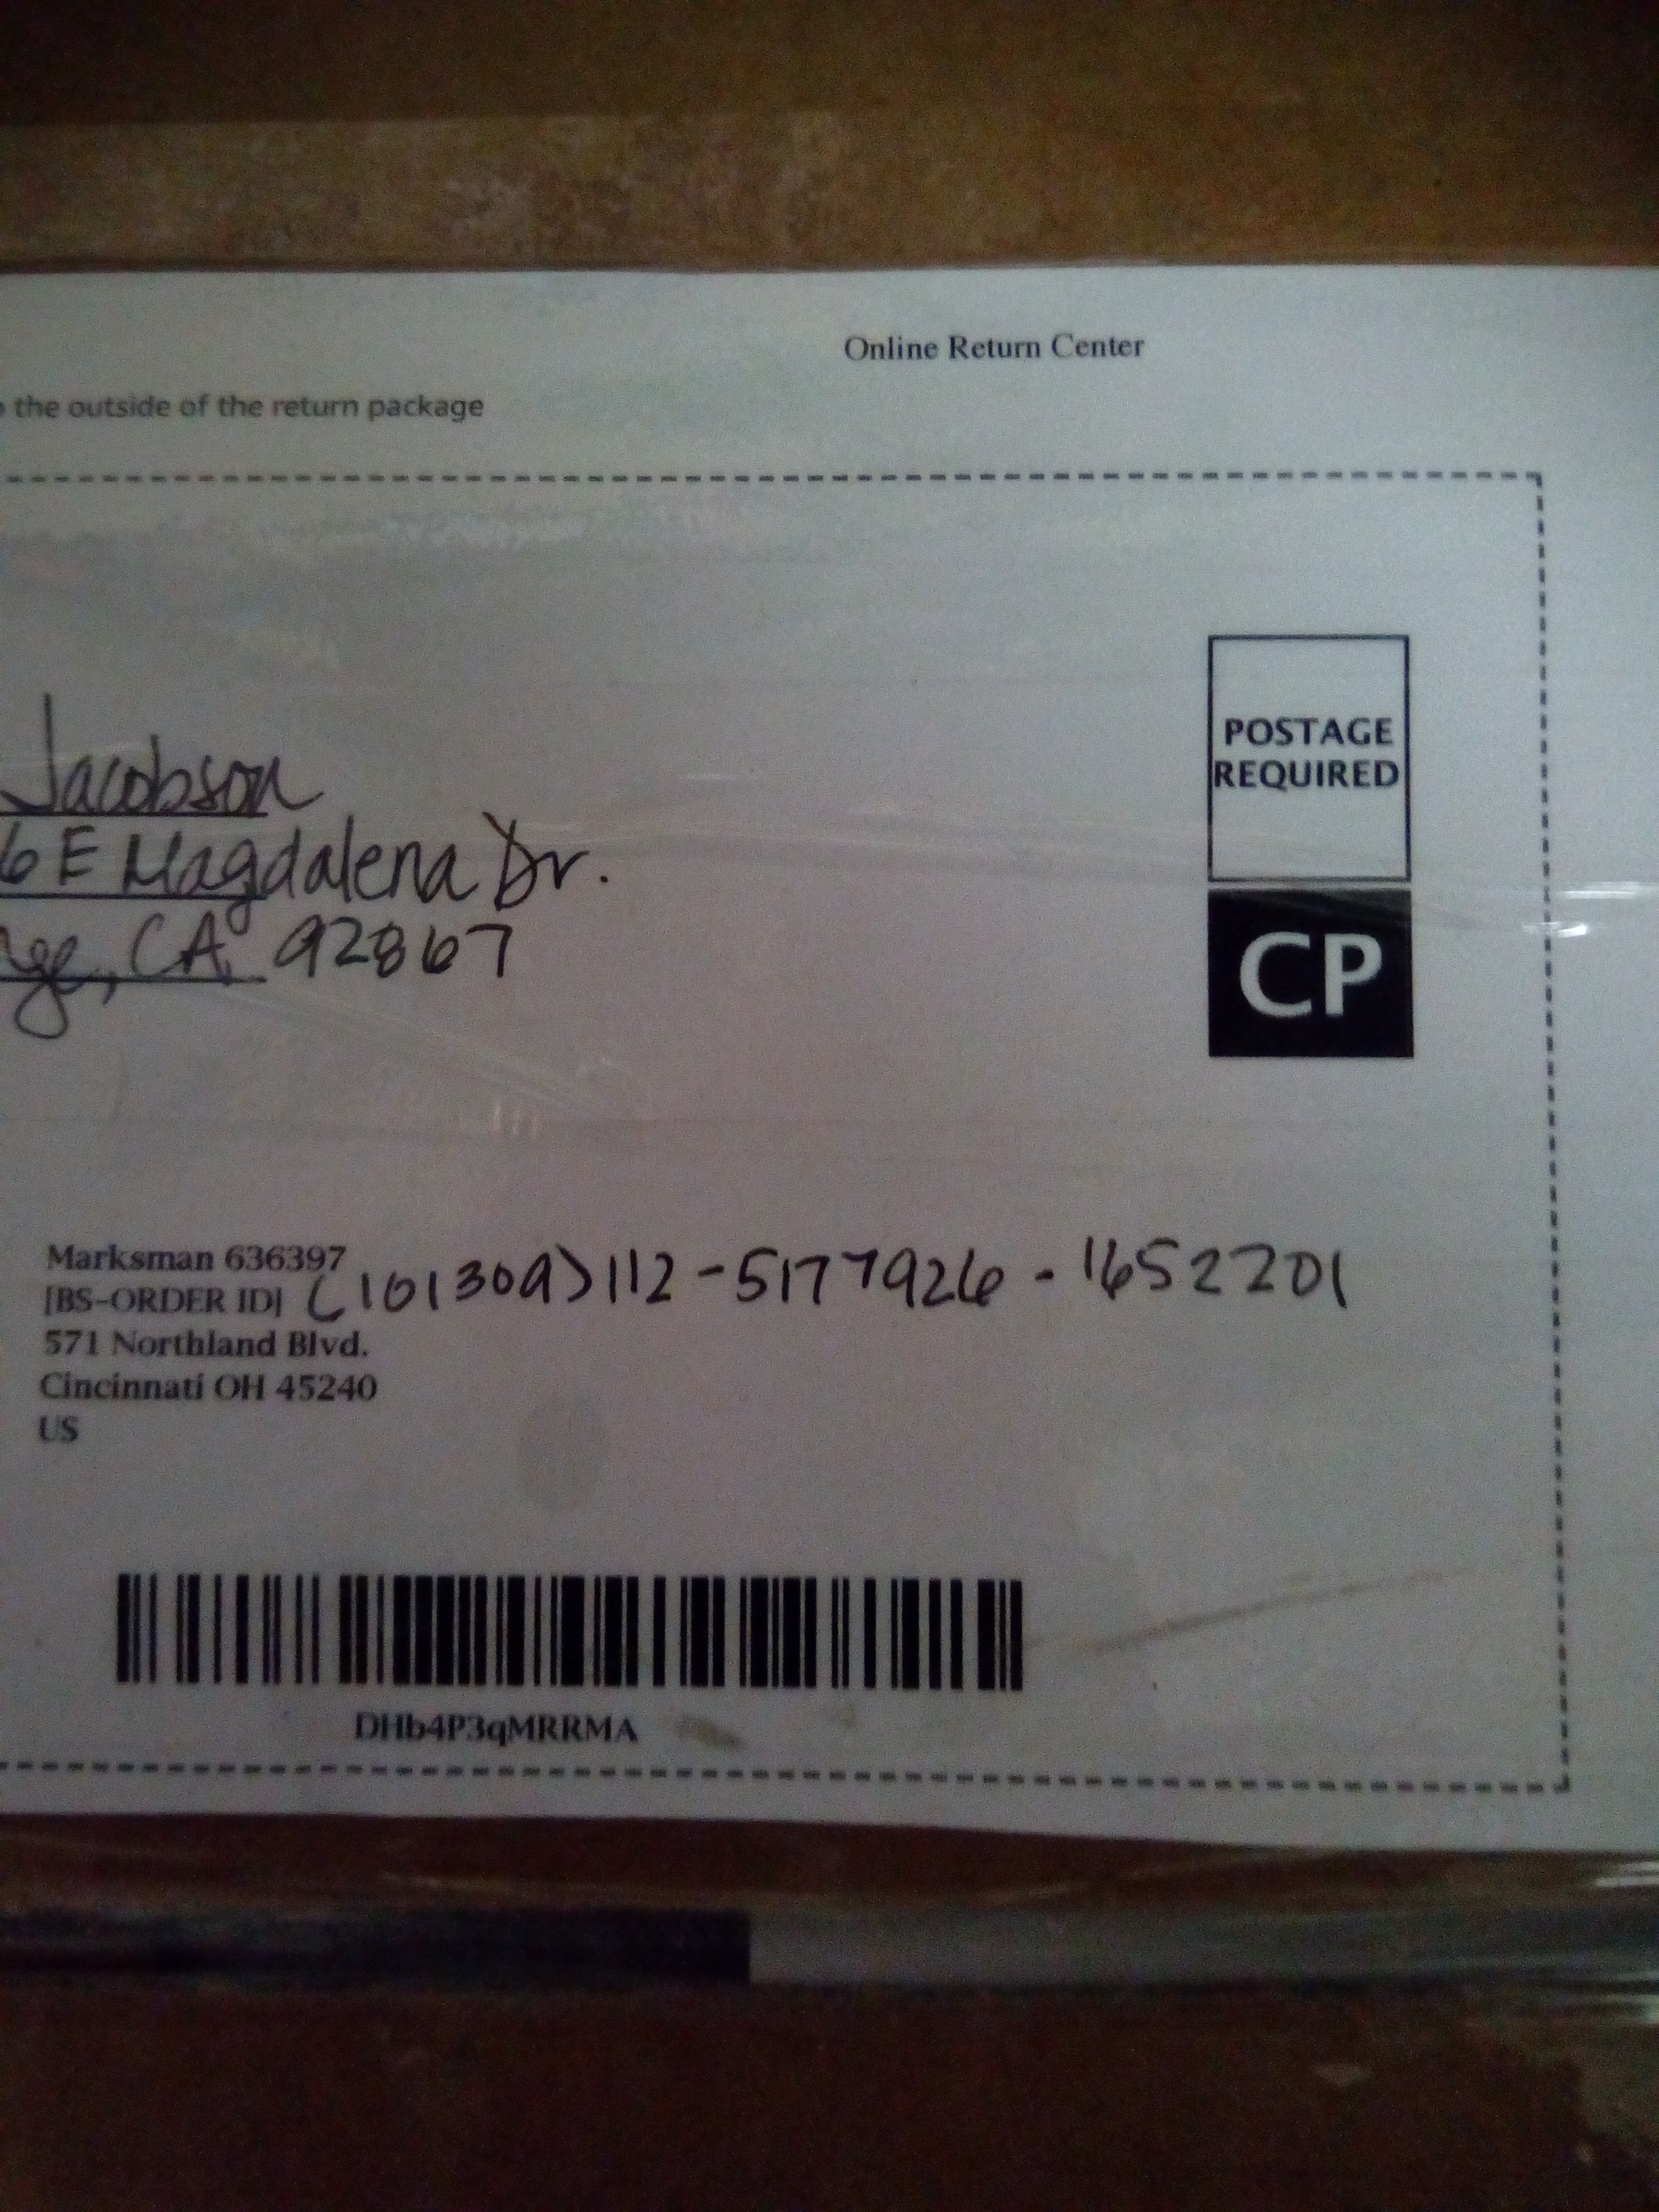 Online Return Center
the outside of the return package
POSTAGE
REQUIRED
CP
Jacobson
6 E Magdalena Dr.
nge, CA 92867
Marksman 636397
[BS-ORDER ID] (101309) 112-5177926-1652201
571 Northland Blvd.
Cincinnati OH 45240
US
DHb4P3qMRRMA